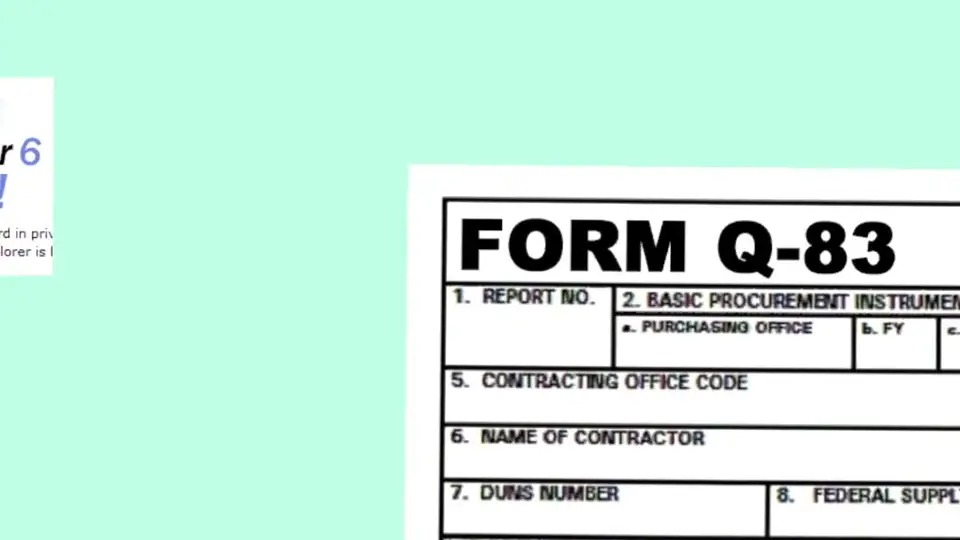 r 6
!
rd in priv
lorer is
FORM Q-83
1. REPORT NO.
2. BASIC PROCUREMENT INSTRUMEN
a. PURCHASING OFFICE
b. FY
c.
5. CONTRACTING OFFICE CODE
6. NAME OF CONTRACTOR
7. DUNS NUMBER
8. FEDERAL SUPPL